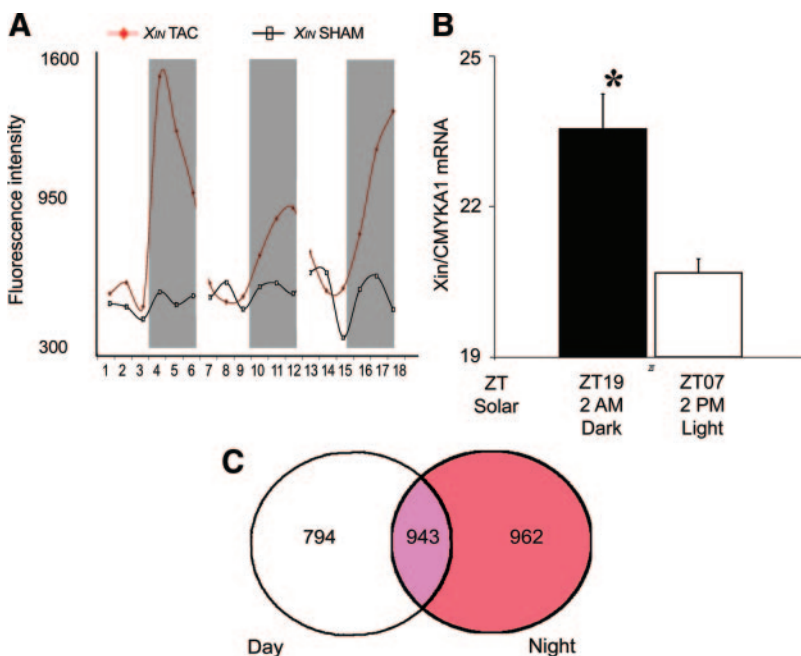 A
XIN TAC XIN SHAM
1600
950
300
Fluorescence intensity
1 2 3 4 5 6 7 8 9 10 11 12 13 14 15 16 17 18
B
25
22
19
Xin/CMYKA1 mRNA
*
ZT ZT19 ZT07
Solar 2 AM 2 PM
Dark Light
C
794 943 962
Day Night